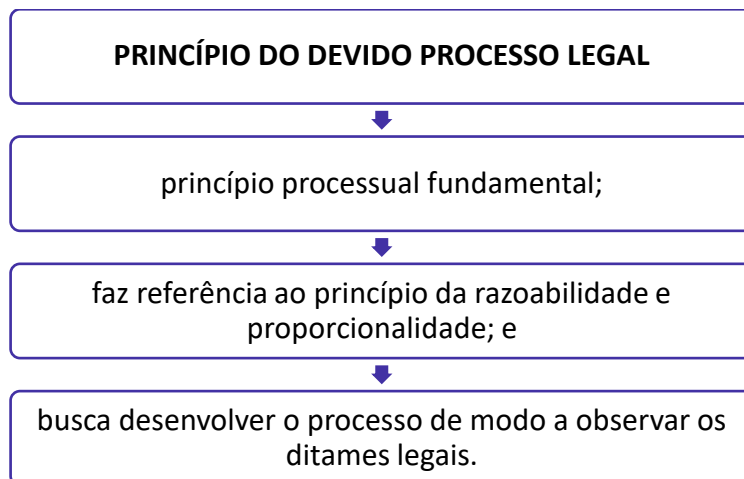 PRINCÍPIO DO DEVIDO PROCESSO LEGAL
princípio processual fundamental;
faz referência ao princípio da razoabilidade e
proporcionalidade; e
busca desenvolver o processo de modo a observar os
ditames legais.